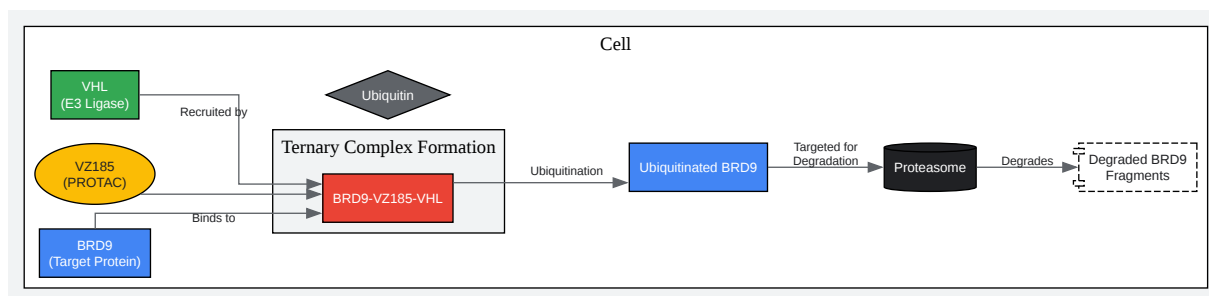 Cell
VHL
(E3 Ligase)
Recruited by
Ubiquitin
VZ185
(PROTAC)
Binds to
BRD9
(Target Protein)
Ternary Complex Formation
BRD9-VZ185-VHL
Ubiquitination
Ubiquitinated BRD9
Targeted for
Degradation
Proteasome
Degrades
Degraded BRD9
Fragments